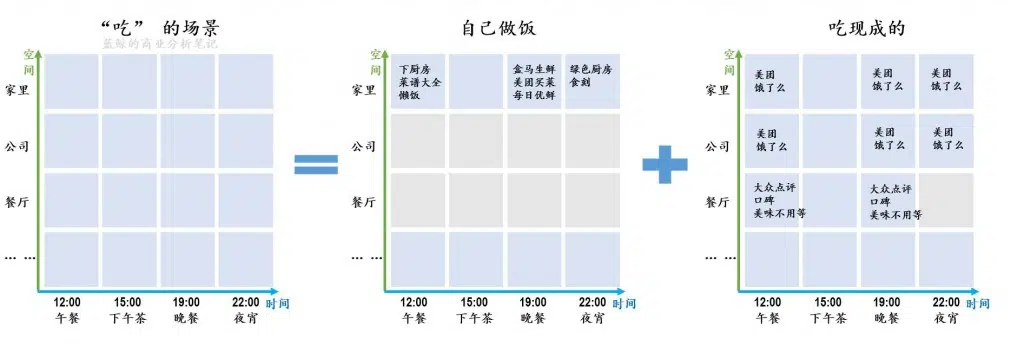 “吃” 的场景
蓝鲸的商业分析笔记
空间
家里
公司
餐厅
… …
12:00
午餐
15:00
下午茶
19:00
晚餐
22:00
夜宵
时间
=
自己做饭
空间
家里
下厨房
菜谱大全
懒饭
盒马生鲜
美团买菜
每日优鲜
绿色厨房
食刻
公司
餐厅
… …
12:00
午餐
15:00
下午茶
19:00
晚餐
22:00
夜宵
时间
+
吃现成的
空间
家里
美团
饿了么
美团
饿了么
美团
饿了么
公司
美团
饿了么
美团
饿了么
美团
饿了么
餐厅
大众点评
口碑
美味不用等
大众点评
口碑
美味不用等
… …
12:00
午餐
15:00
下午茶
19:00
晚餐
22:00
夜宵
时间